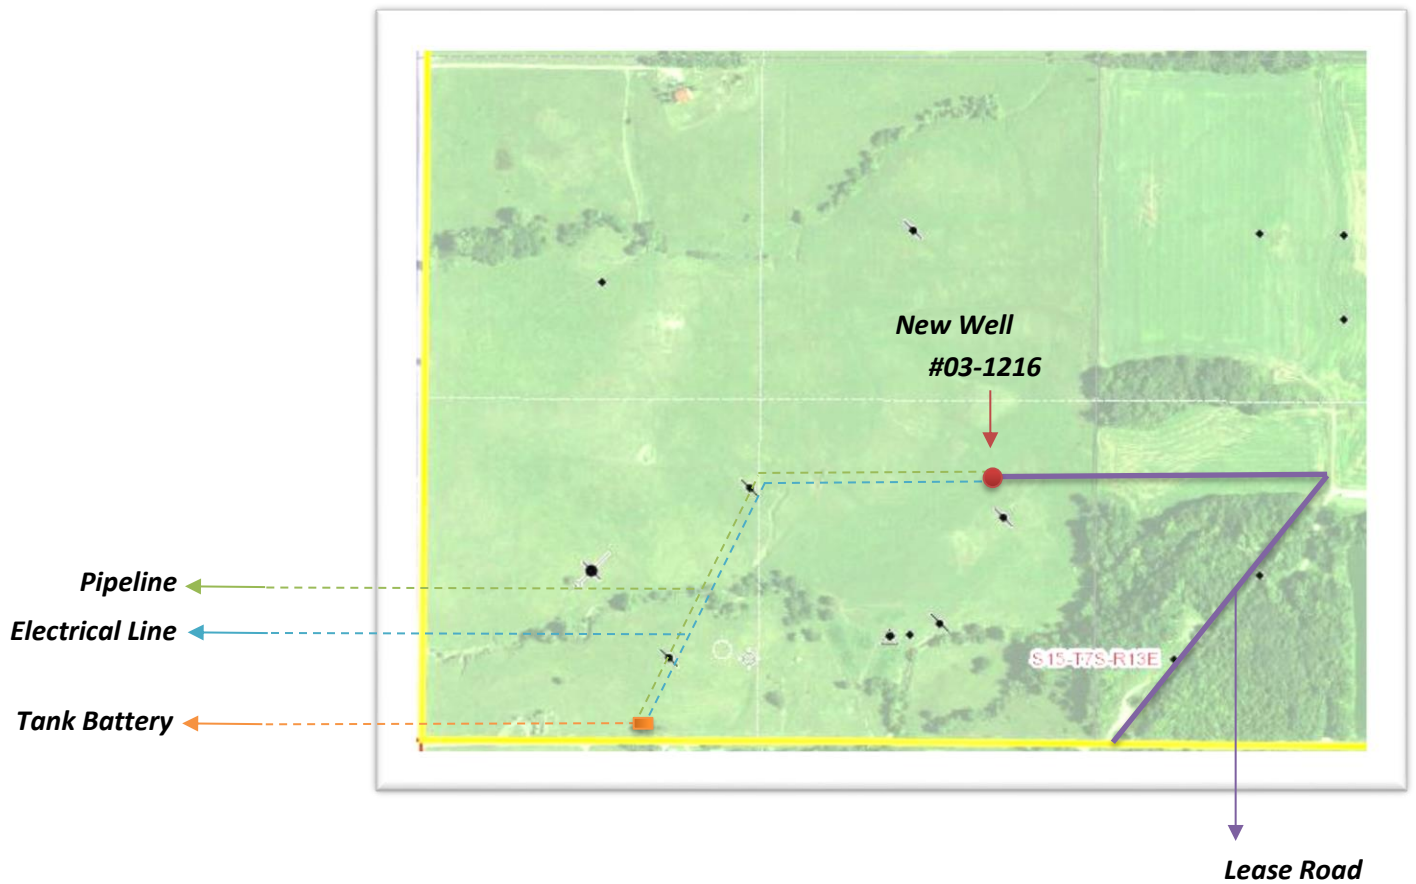 New Well
#03-1216
Pipeline
Electrical Line
S15-T7S-R13E
Tank Battery
Lease Road